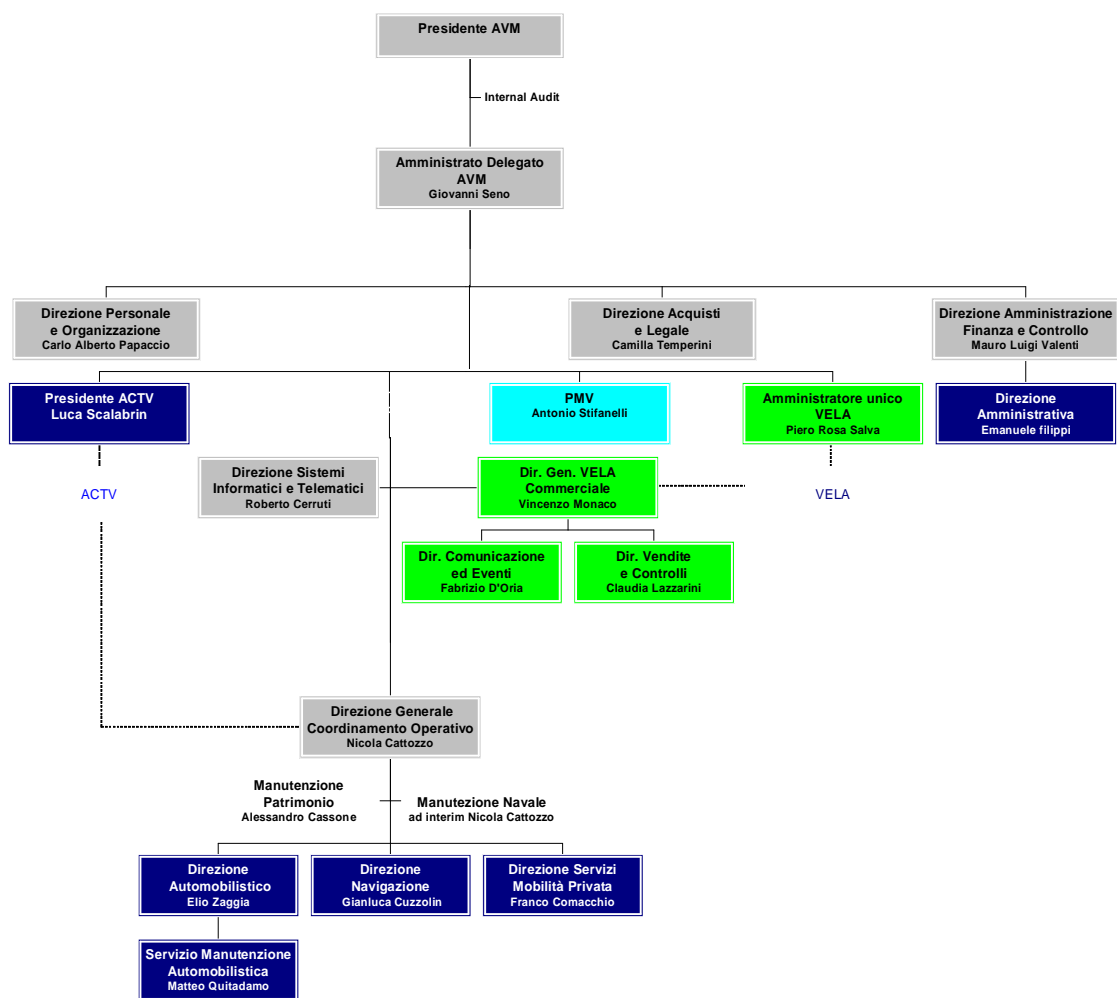 Presidente AVM
Internal Audit
Amministrato Delegato
AVM
Giovanni Seno
Direzione Personale
e Organizzazione
Carlo Alberto Papaccio
Direzione Acquisti
e Legale
Camilla Temperini
Direzione Amministrazione
Finanza e Controllo
Mauro Luigi Valenti
Presidente ACTV
Luca Scalabrin
PMV
Antonio Stifanelli
Amministratore unico
VELA
Piero Rosa Salva
Direzione
Amministrativa
Emanuele filippi
ACTV
Direzione Sistemi
Informatici e Telematici
Roberto Cerruti
Dir. Gen. VELA
Commerciale
Vincenzo Monaco
VELA
Dir. Comunicazione
ed Eventi
Fabrizio D'Oria
Dir. Vendite
e Controlli
Claudia Lazzarini
Direzione Generale
Coordinamento Operativo
Nicola Cattozzo
Manutenzione
Patrimonio
Alessandro Cassone
Manutezione Navale
ad interim Nicola Cattozzo
Direzione
Automobilistico
Elio Zaggia
Direzione
Navigazione
Gianluca Cuzzolin
Direzione Servizi
Mobilità Privata
Franco Comacchio
Servizio Manutenzione
Automobilistica
Matteo Quitadamo